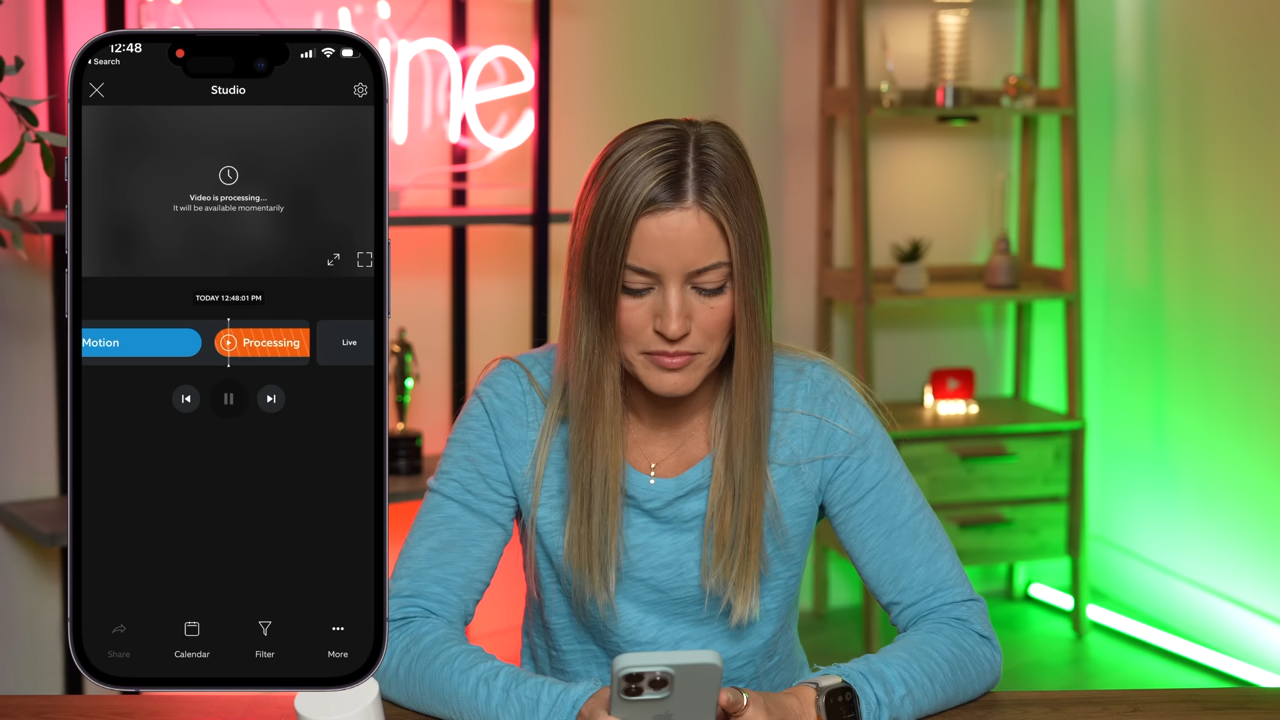 12:48
Search
Studio
Video is processing...
It will be available momentarily
TODAY 12:48:01 PM
Motion
Processing
Live
Share
Calendar
Filter
More